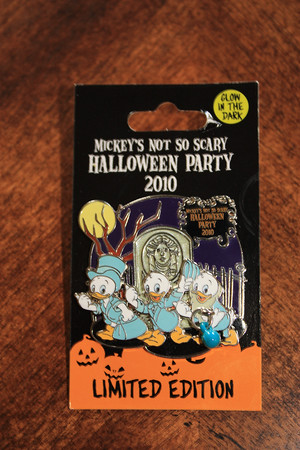 GLOW
IN THE
DARK
MICKEY'S NOT SO SCARY
HALLOWEEN PARTY
2010
MICKEY'S NOT SO SCARY
HALLOWEEN
PARTY
2010
LIMITED EDITION